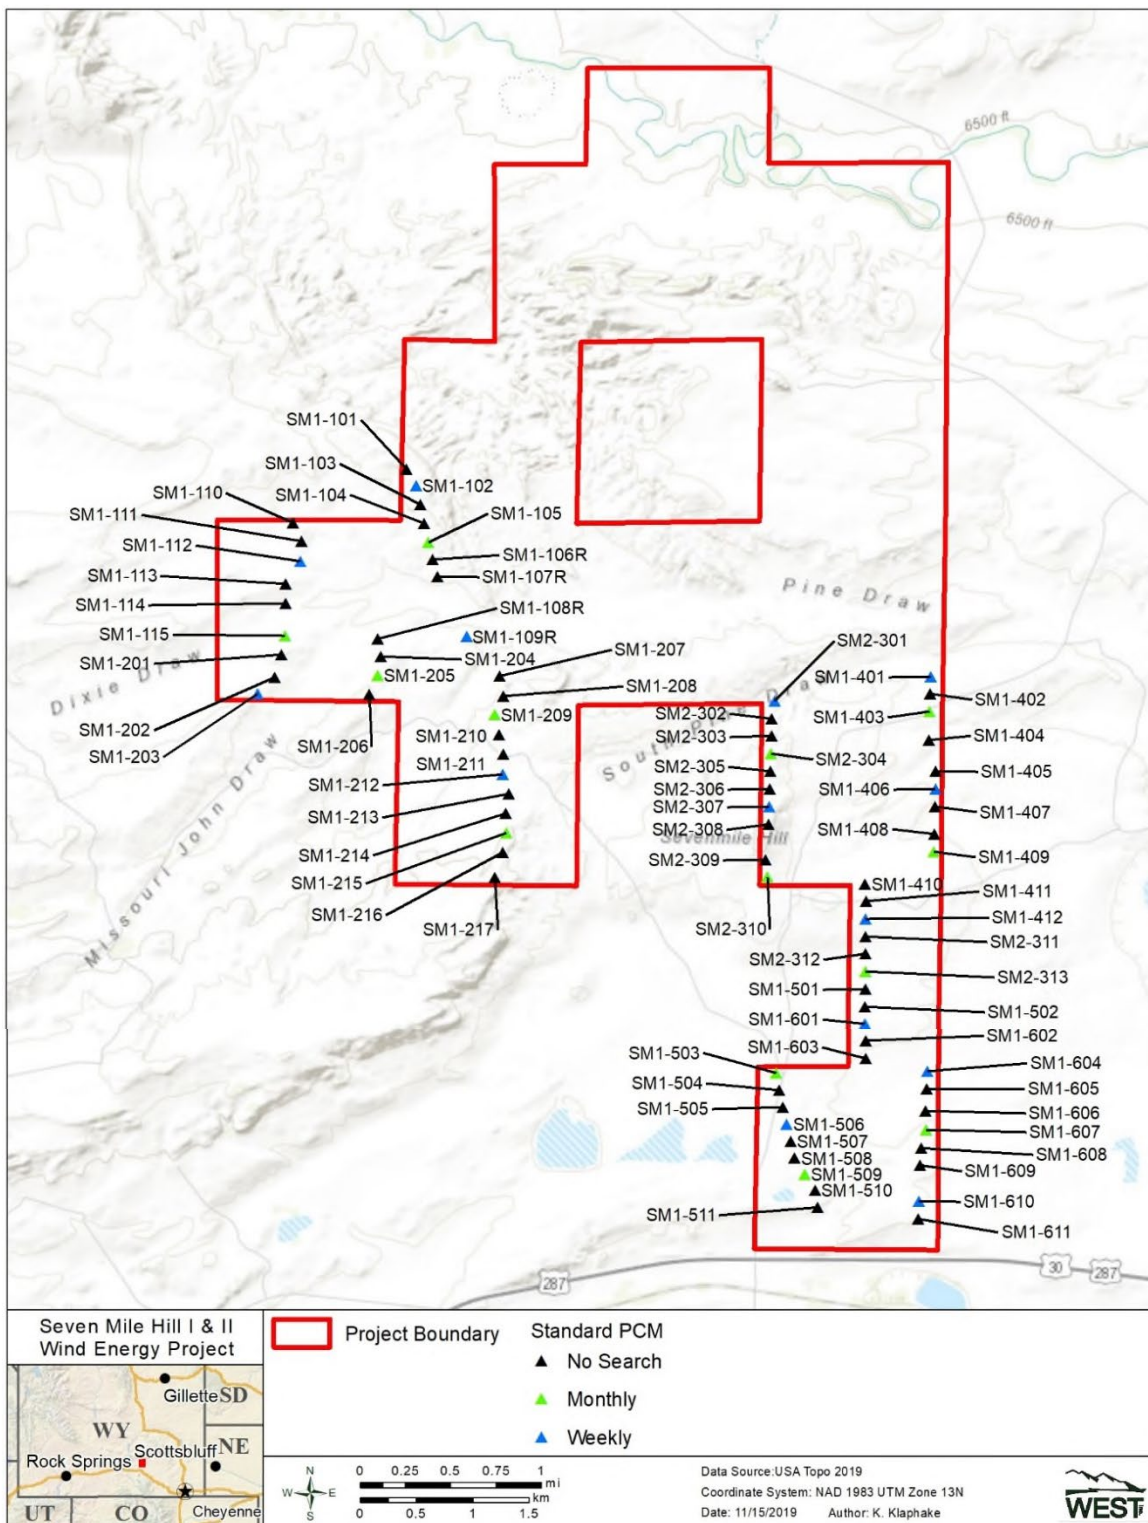 6500 ft
6500 ft
SM1-101
SM1-103
SM1-102
SM1-110
SM1-104
SM1-111
SM1-105
SM1-112
SM1-106R
SM1-113
SM1-107R
Pine Draw
SM1-114
SM1-108R
SM1-115
SM1-109R
SM2-301
SM1-201
SM1-204
SM1-207
Dixie Draw
SM1-205
SM1-401
SM1-208
SM1-402
SM1-202
SM1-209
SM2-302
SM1-403
SM1-203
SM1-206
SM1-210
SM2-303
SM1-404
South Pine Draw
SM2-304
SM1-211
SM2-305
SM1-405
Missouri John Draw
SM1-212
SM2-306
SM1-406
SM2-307
SM1-407
SM1-213
SM2-308
SM1-408
Sevenmile Hill
SM1-214
SM2-309
SM1-409
SM1-215
SM1-410
SM1-411
SM1-216
SM1-412
SM1-217
SM2-310
SM2-311
SM2-312
SM2-313
SM1-501
SM1-502
SM1-601
SM1-602
SM1-603
SM1-503
SM1-604
SM1-504
SM1-605
SM1-505
SM1-606
SM1-506
SM1-607
SM1-507
SM1-608
SM1-508
SM1-609
SM1-509
SM1-510
SM1-610
SM1-511
SM1-611
287
30
287
Seven Mile Hill I & II
Wind Energy Project
Gillette
SD
WY
Scottsbluff
NE
Rock Springs
UT
CO
Cheyenne
Project Boundary
Standard PCM
No Search
Monthly
Weekly
N
W
E
S
0 0.25 0.5 0.75 1
mi
km
0 0.5 1 1.5
Data Source:USA Topo 2019
Coordinate System: NAD 1983 UTM Zone 13N
Date: 11/15/2019 Author: K. Klaphake
WEST